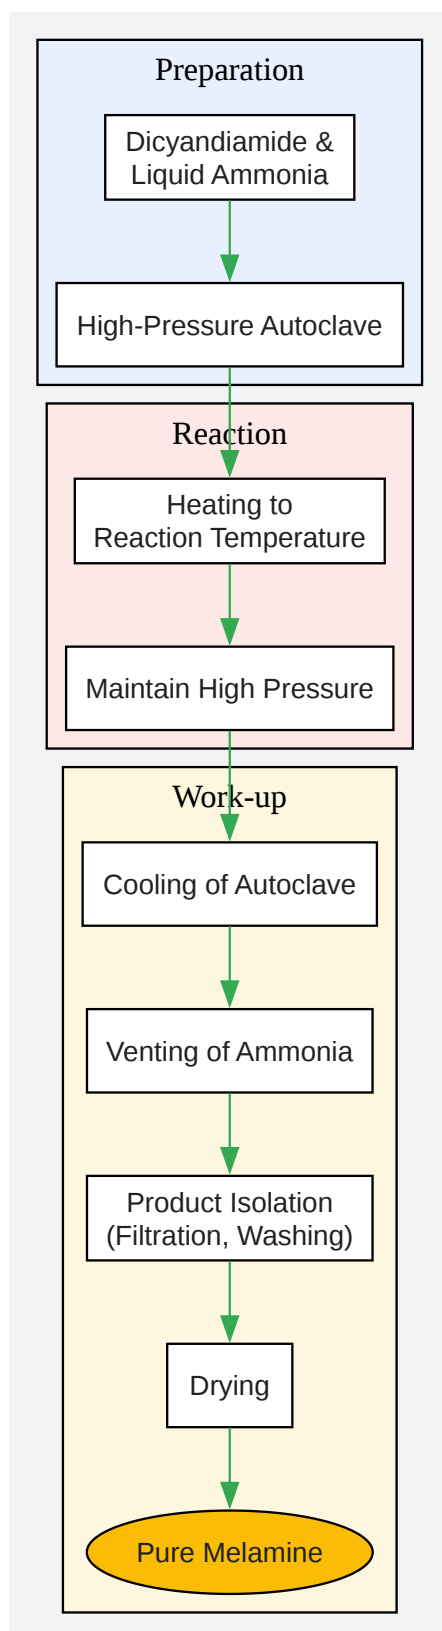 Preparation
Dicyandiamide &
Liquid Ammonia
High-Pressure Autoclave
Reaction
Heating to
Reaction Temperature
Maintain High Pressure
Work-up
Cooling of Autoclave
Venting of Ammonia
Product Isolation
(Filtration, Washing)
Drying
Pure Melamine